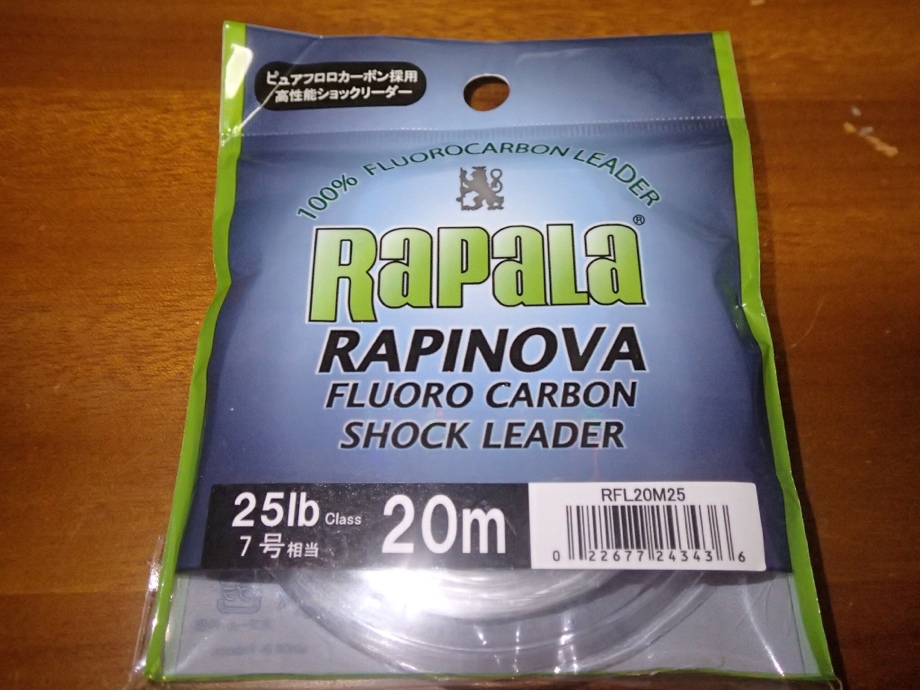 ピュアフロロカーボン採用
高性能ショックリーダー
100% FLUOROCARBON LEADER
Rapala®
RAPINOVA
FLUORO CARBON
SHOCK LEADER
25lb Class
7号相当
20m
RFL20M25
0 22677 24343 6